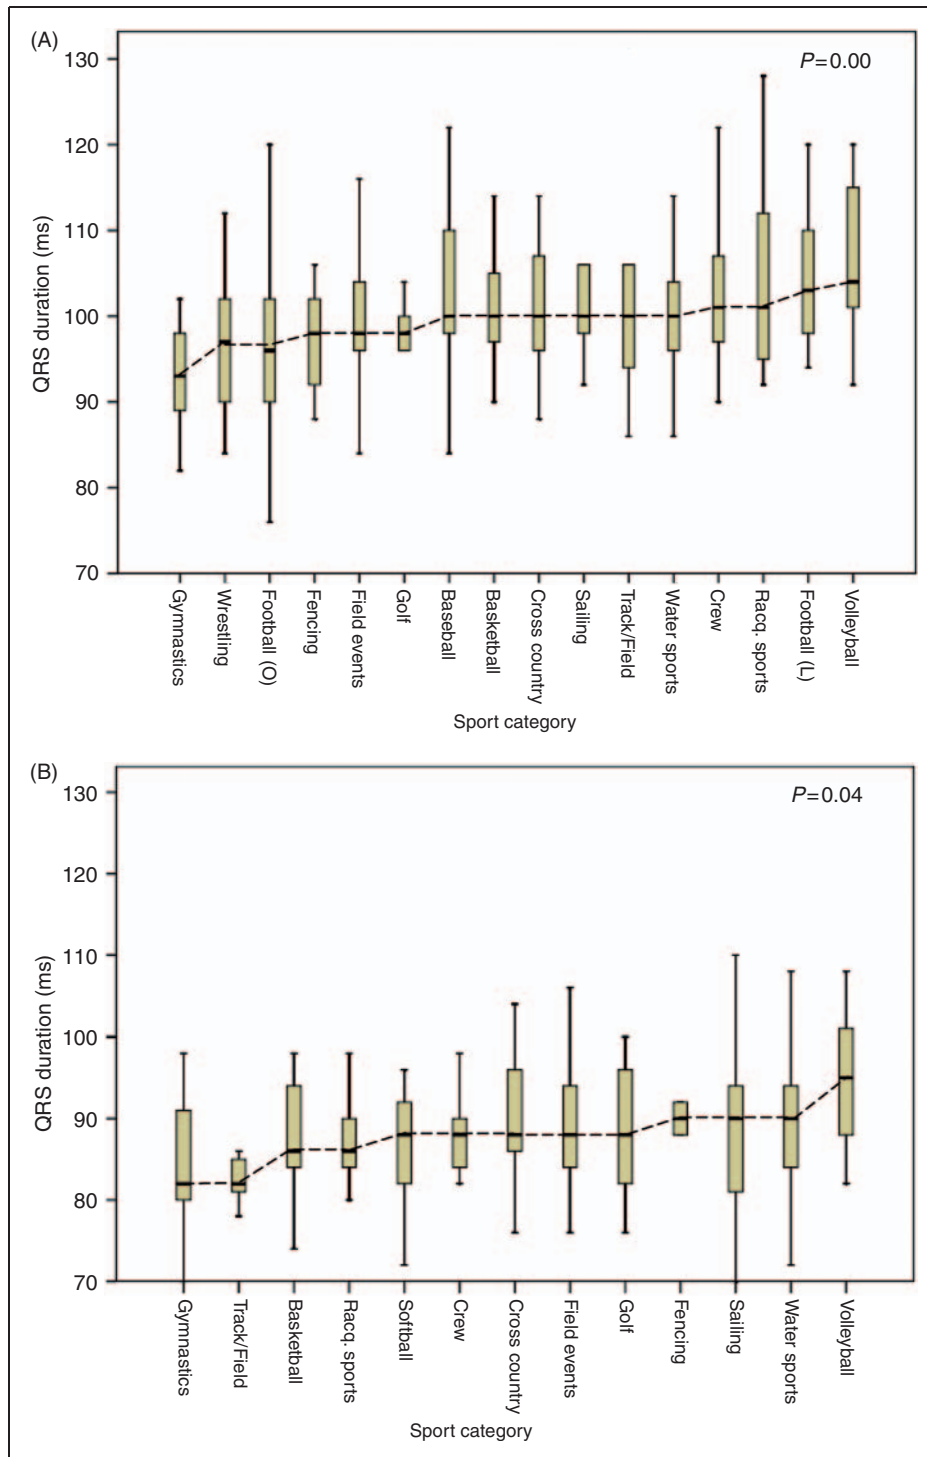 (A)
P=0.00
QRS duration (ms)
130
120
110
100
90
80
70
Gymnastics
Wrestling
Football (O)
Fencing
Field events
Golf
Baseball
Basketball
Cross country
Sailing
Track/Field
Water sports
Crew
Racq. sports
Football (L)
Volleyball
Sport category
(B)
P=0.04
QRS duration (ms)
130
120
110
100
90
80
70
Gymnastics
Track/Field
Basketball
Racq. sports
Softball
Crew
Cross country
Field events
Golf
Fencing
Sailing
Water sports
Volleyball
Sport category